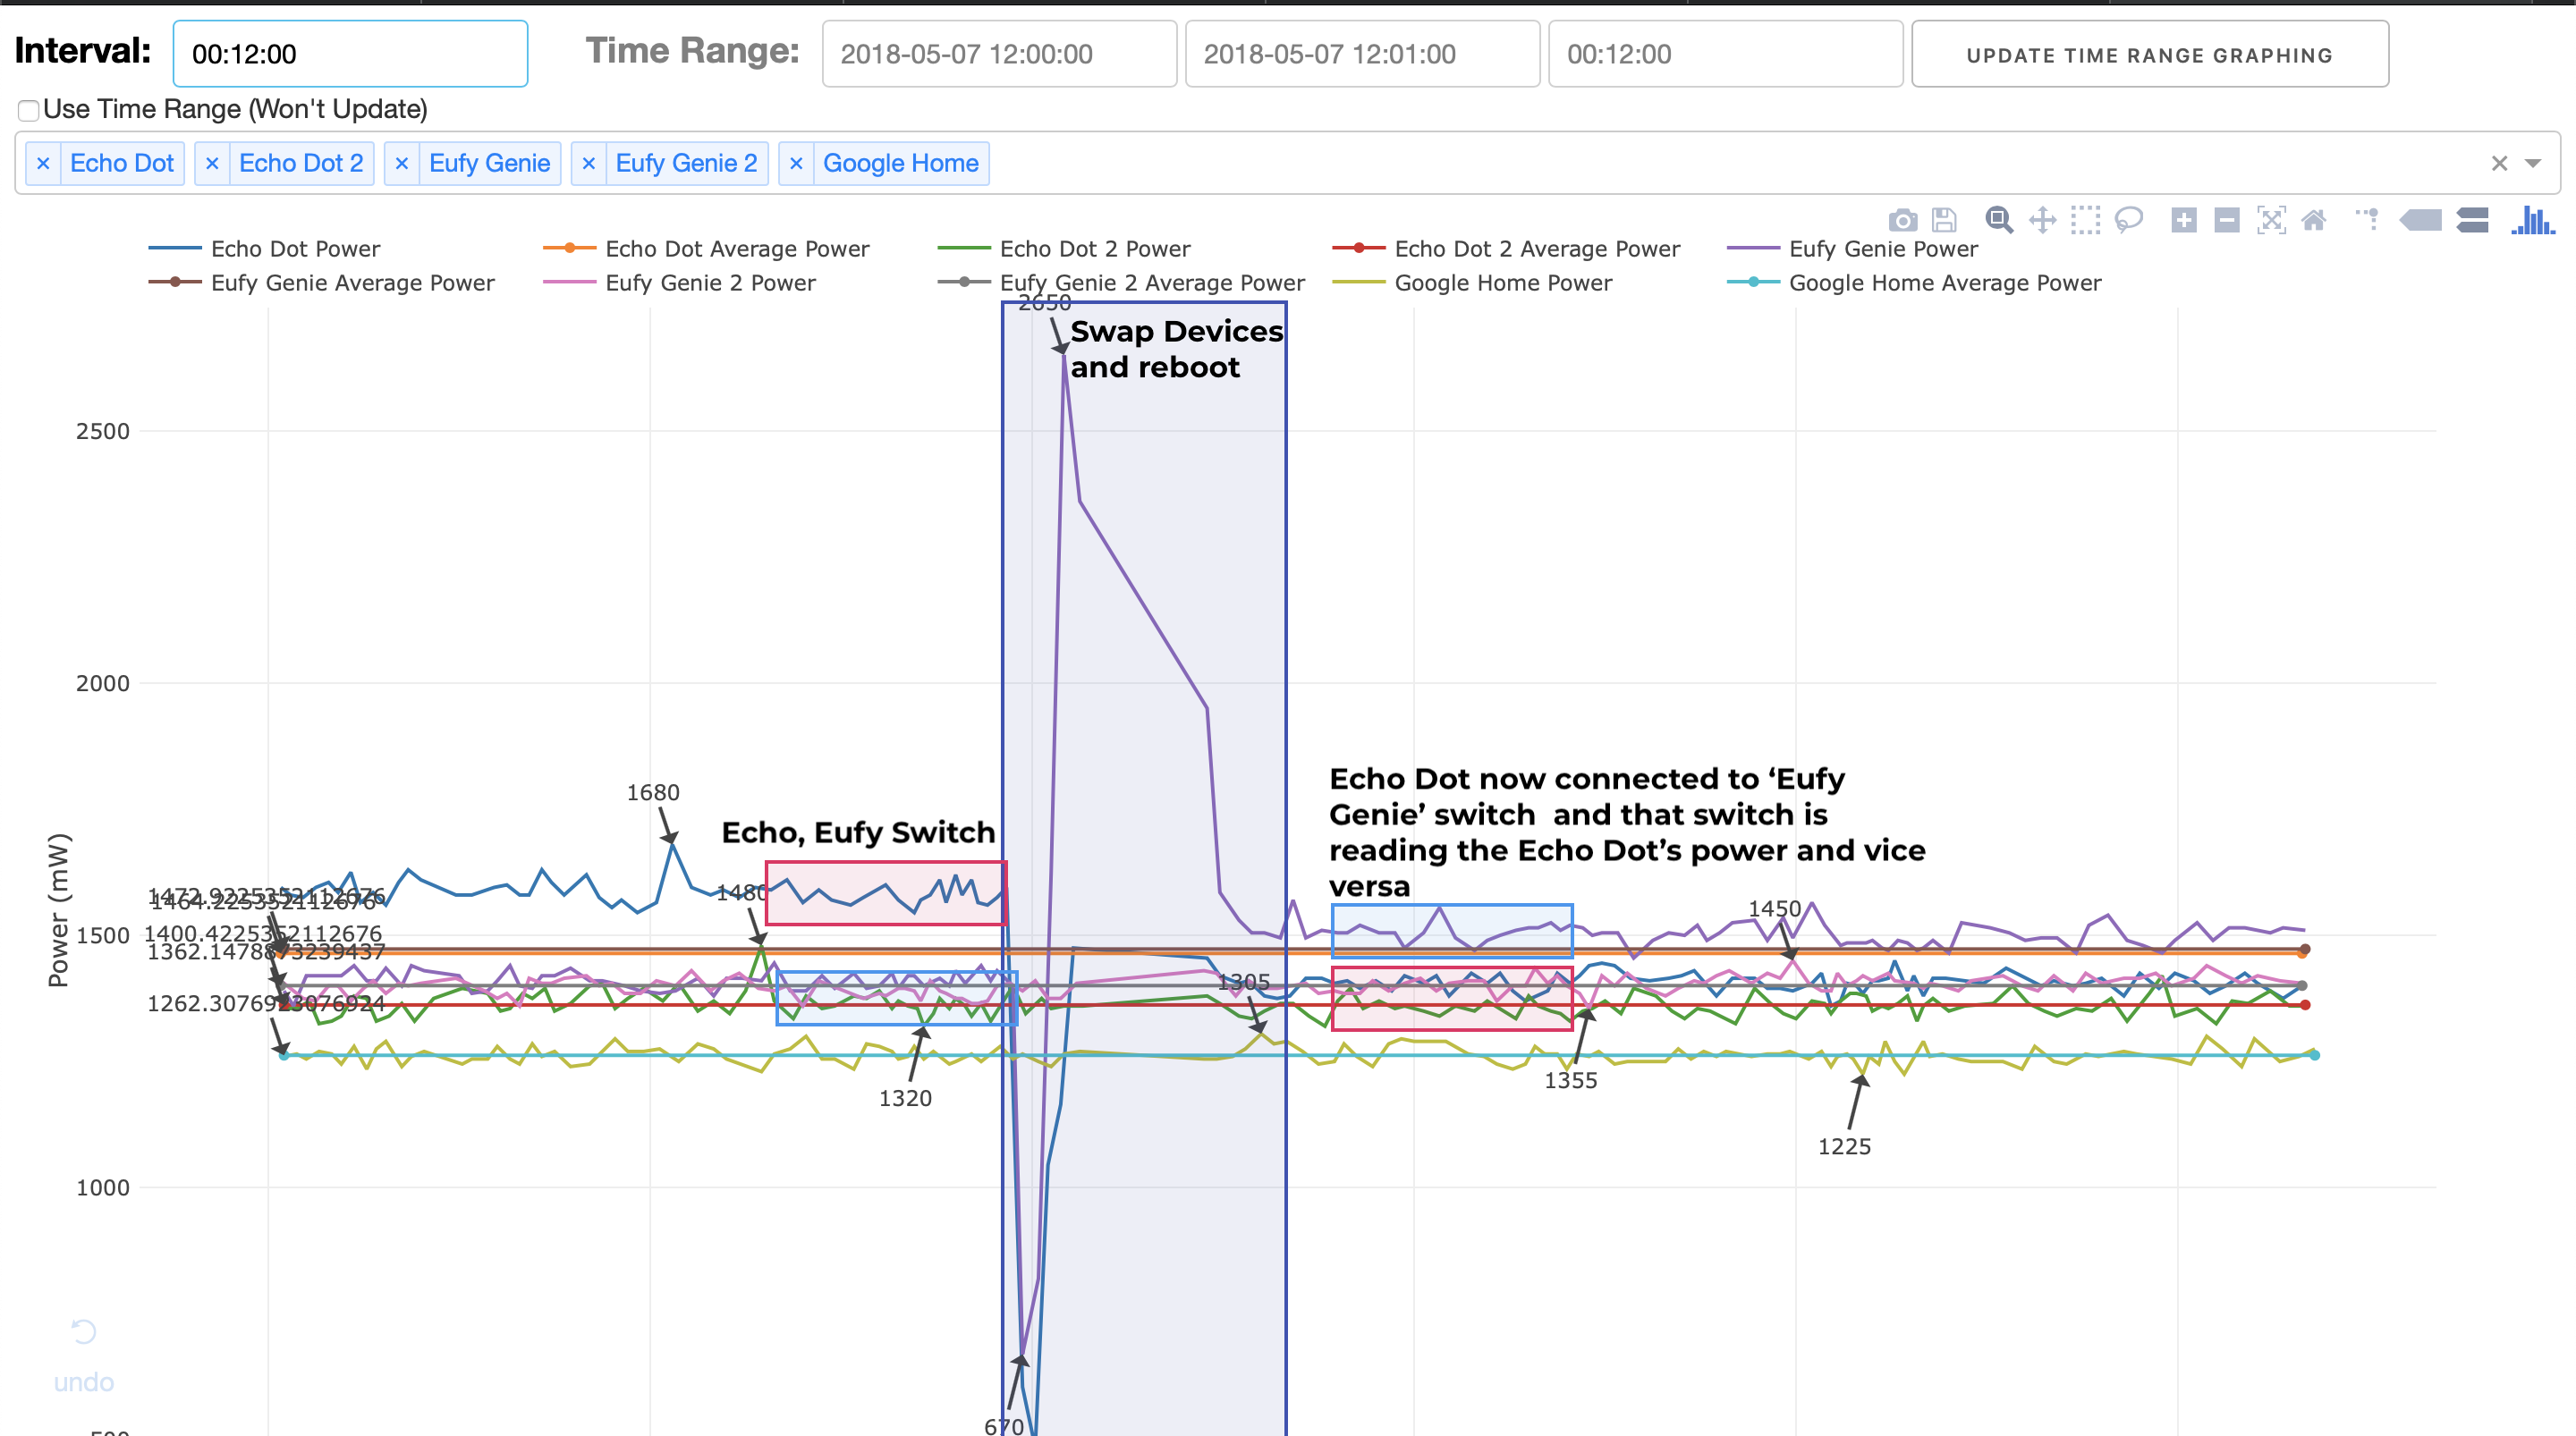 Interval: 00:12:00 Time Range: 2018-05-07 12:00:00 2018-05-07 12:01:00 00:12:00 UPDATE TIME RANGE GRAPHING
Use Time Range (Won't Update)
× Echo Dot × Echo Dot 2 × Eufy Genie × Eufy Genie 2 × Google Home
Echo Dot Power Echo Dot Average Power Echo Dot 2 Power Echo Dot 2 Average Power Eufy Genie Power
Eufy Genie Average Power Eufy Genie 2 Power Eufy Genie 2 Average Power Google Home Power Google Home Average Power
2650
Swap Devices
and reboot
2500
2000
Echo Dot now connected to ‘Eufy
Genie’ switch and that switch is
reading the Echo Dot’s power and vice
versa
1680
Echo, Eufy Switch
1480
1472.9225352112676
1464.225352112676
1450
1500
1400.4225352112676
1362.1478873239437
1305
1262.3076923076924
1355
1320
1225
1000
Power (mW)
undo
670
500